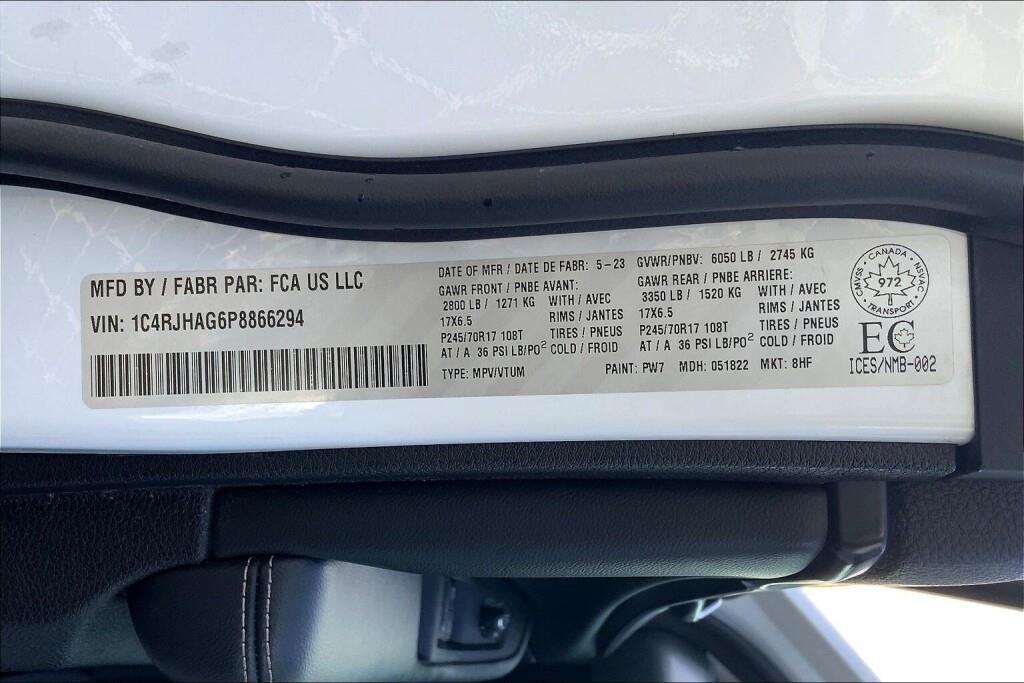 MFD BY / FABR PAR: FCA US LLC
VIN: 1C4RJHAG6P8866294
DATE OF MFR / DATE DE FABR: 5-23
GAWR FRONT / PNBE AVANT:
2800 LB / 1271 KG WITH / AVEC
17X6.5 RIMS / JANTES
P245/70R17 108T TIRES / PNEUS
AT / A 36 PSI LB/PO² COLD / FROID
TYPE: MPV/VTUM
GVWR/PNBV: 6050 LB / 2745 KG
GAWR REAR / PNBE ARRIERE:
3350 LB / 1520 KG WITH / AVEC
17X6.5 RIMS / JANTES
P245/70R17 108T TIRES / PNEUS
AT / A 36 PSI LB/PO² COLD / FROID
PAINT: PW7 MDH: 051822 MKT: 8HF
CANADA
CMVSS 972 NSVAC
TRANSPORT
EC
ICES/NMB-002